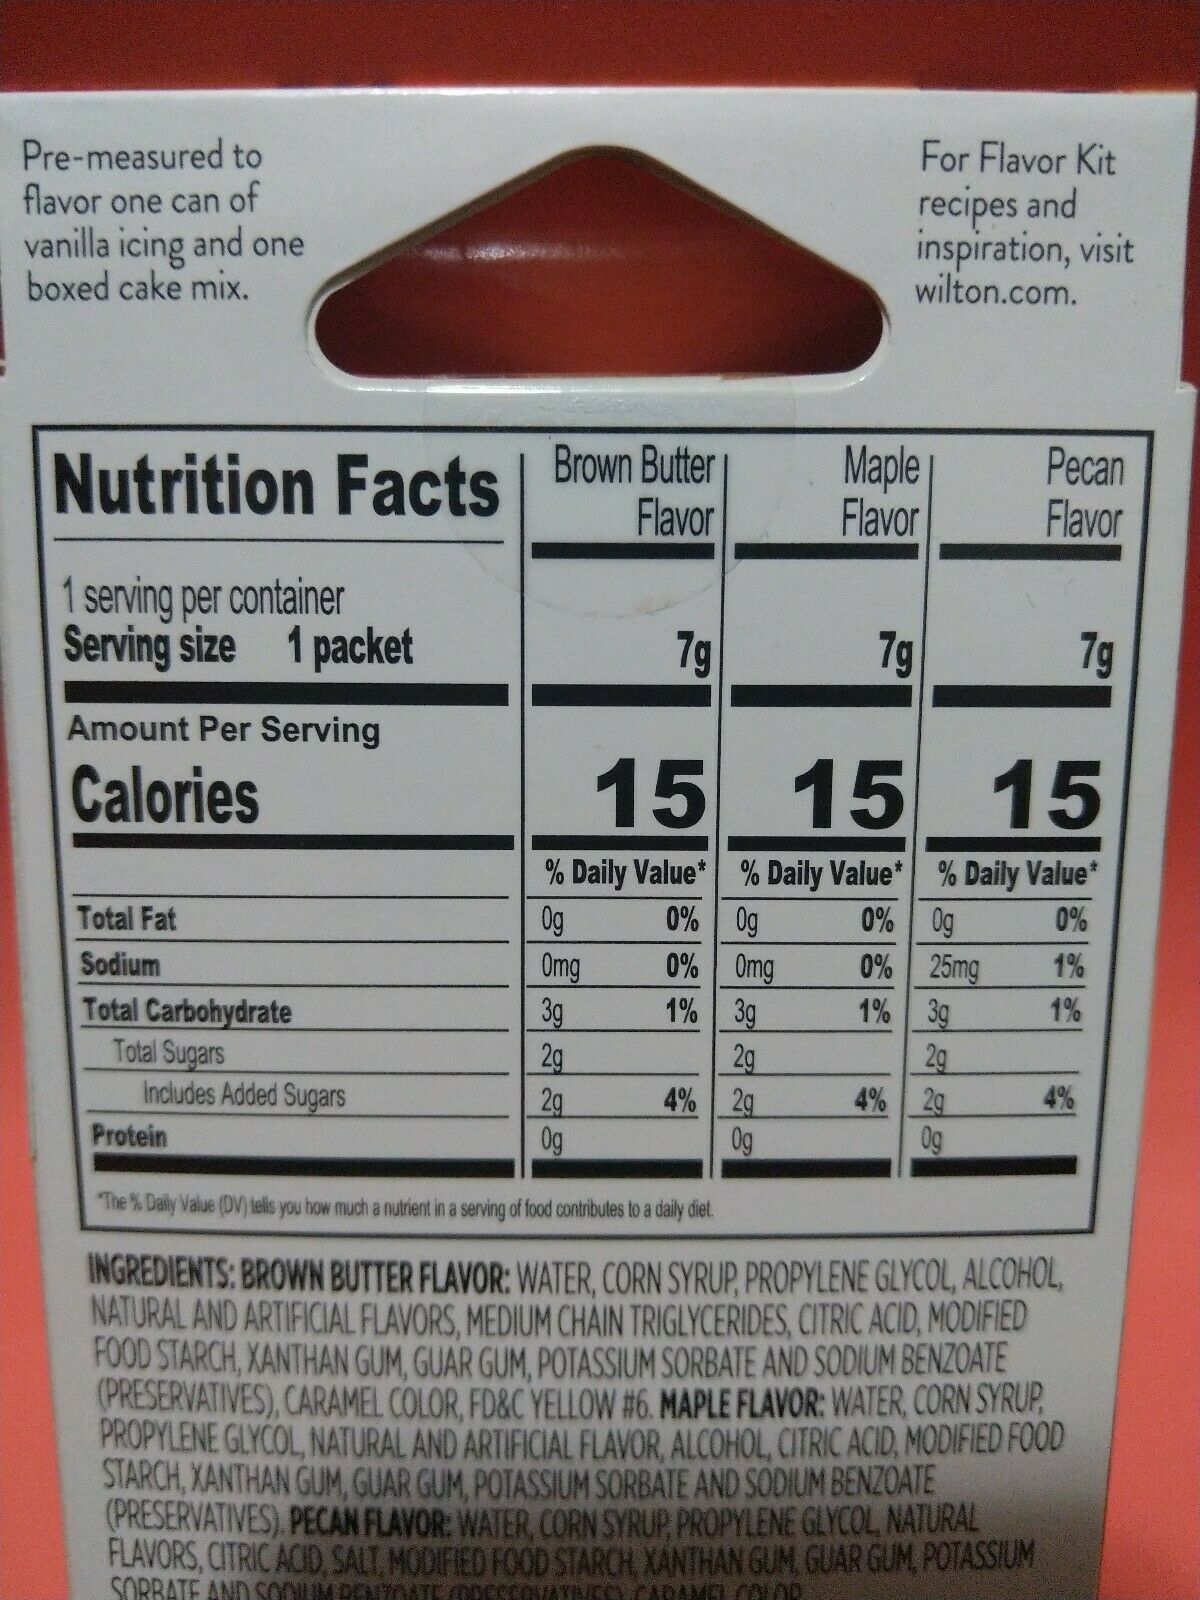 Pre-measured to
flavor one can of
vanilla icing and one
boxed cake mix.
For Flavor Kit
recipes and
inspiration, visit
wilton.com.
Nutrition Facts
Brown Butter Flavor
Maple Flavor
Pecan Flavor
1 serving per container
Serving size 1 packet 7g 7g 7g
Amount Per Serving
Calories 15 15 15
% Daily Value* % Daily Value* % Daily Value*
Total Fat 0g 0% 0g 0% 0g 0%
Sodium 0mg 0% 0mg 0% 25mg 1%
Total Carbohydrate 3g 1% 3g 1% 3g 1%
Total Sugars 2g 2g 2g
Includes Added Sugars 2g 4% 2g 4% 2g 4%
Protein 0g 0g 0g
*The % Daily Value (DV) tells you how much a nutrient in a serving of food contributes to a daily diet.
INGREDIENTS: BROWN BUTTER FLAVOR: WATER, CORN SYRUP, PROPYLENE GLYCOL, ALCOHOL,
NATURAL AND ARTIFICIAL FLAVORS, MEDIUM CHAIN TRIGLYCERIDES, CITRIC ACID, MODIFIED
FOOD STARCH, XANTHAN GUM, GUAR GUM, POTASSIUM SORBATE AND SODIUM BENZOATE
(PRESERVATIVES), CARAMEL COLOR, FD&C YELLOW #6. MAPLE FLAVOR: WATER, CORN SYRUP,
PROPYLENE GLYCOL, NATURAL AND ARTIFICIAL FLAVOR, ALCOHOL, CITRIC ACID, MODIFIED FOOD
STARCH, XANTHAN GUM, GUAR GUM, POTASSIUM SORBATE AND SODIUM BENZOATE
(PRESERVATIVES). PECAN FLAVOR: WATER, CORN SYRUP, PROPYLENE GLYCOL, NATURAL
FLAVORS, CITRIC ACID, SALT, MODIFIED FOOD STARCH, XANTHAN GUM, GUAR GUM, POTASSIUM
SORBATE AND SODIUM BENZOATE (PRESERVATIVES), CARAMEL COLOR